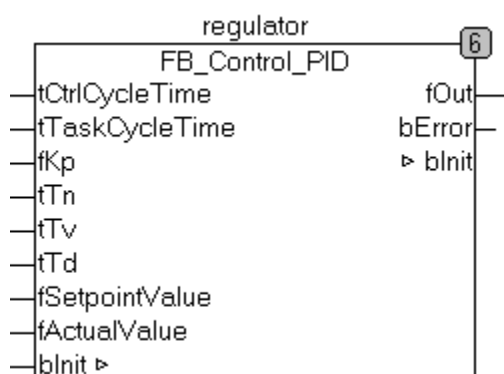 regulator
6
FB_Control_PID
tCtrlCycleTime fOut
tTaskCycleTime bError
fKp bInit
tTn
tTv
tTd
fSetpointValue
fActualValue
bInit